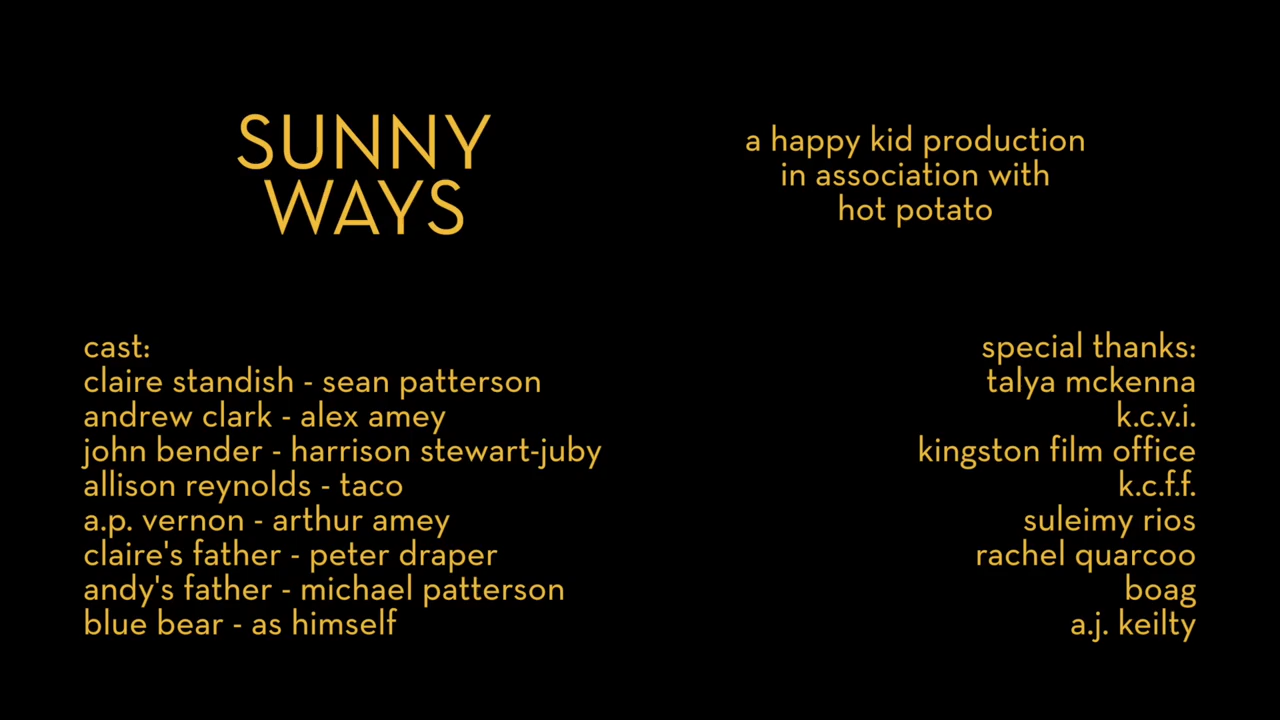 SUNNY
WAYS
a happy kid production
in association with
hot potato
cast:
claire standish - sean patterson
andrew clark - alex amey
john bender - harrison stewart-juby
allison reynolds - taco
a.p. vernon - arthur amey
claire's father - peter draper
andy's father - michael patterson
blue bear - as himself
special thanks:
talya mckenna
k.c.v.i.
kingston film office
k.c.f.f.
suleimy rios
rachel quarcoo
boag
a.j. keilty